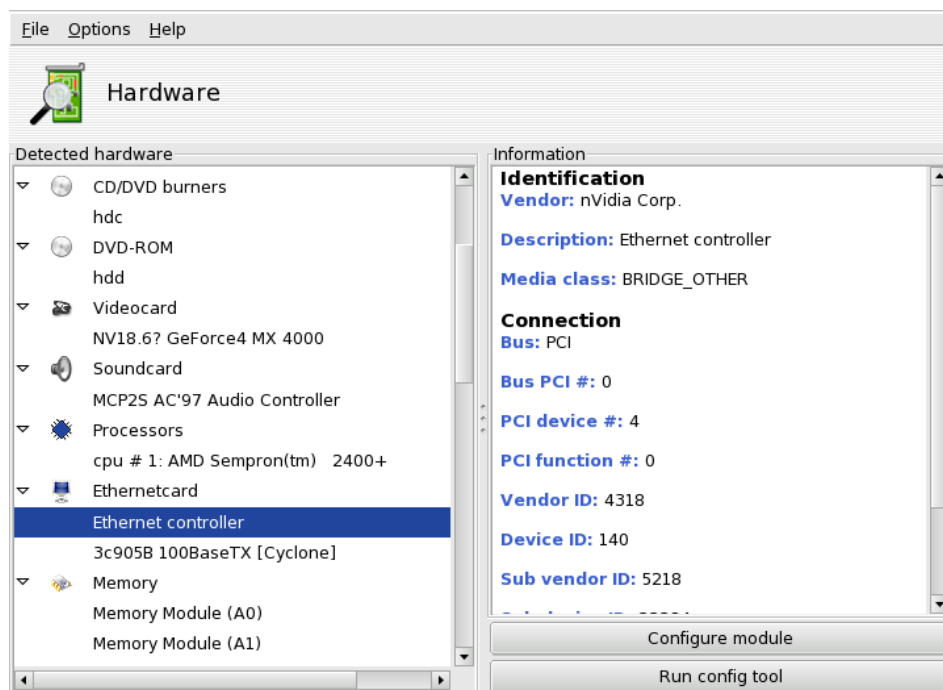 File Options Help
Hardware
Detected hardware
CD/DVD burners
hdc
DVD-ROM
hdd
Videocard
NV18.6? GeForce4 MX 4000
Soundcard
MCP2S AC'97 Audio Controller
Processors
cpu # 1: AMD Sempron(tm) 2400+
Ethernetcard
Ethernet controller
3c905B 100BaseTX [Cyclone]
Memory
Memory Module (A0)
Memory Module (A1)
Information
Identification
Vendor: nVidia Corp.
Description: Ethernet controller
Media class: BRIDGE_OTHER
Connection
Bus: PCI
Bus PCI #: 0
PCI device #: 4
PCI function #: 0
Vendor ID: 4318
Device ID: 140
Sub vendor ID: 5218
Configure module
Run config tool